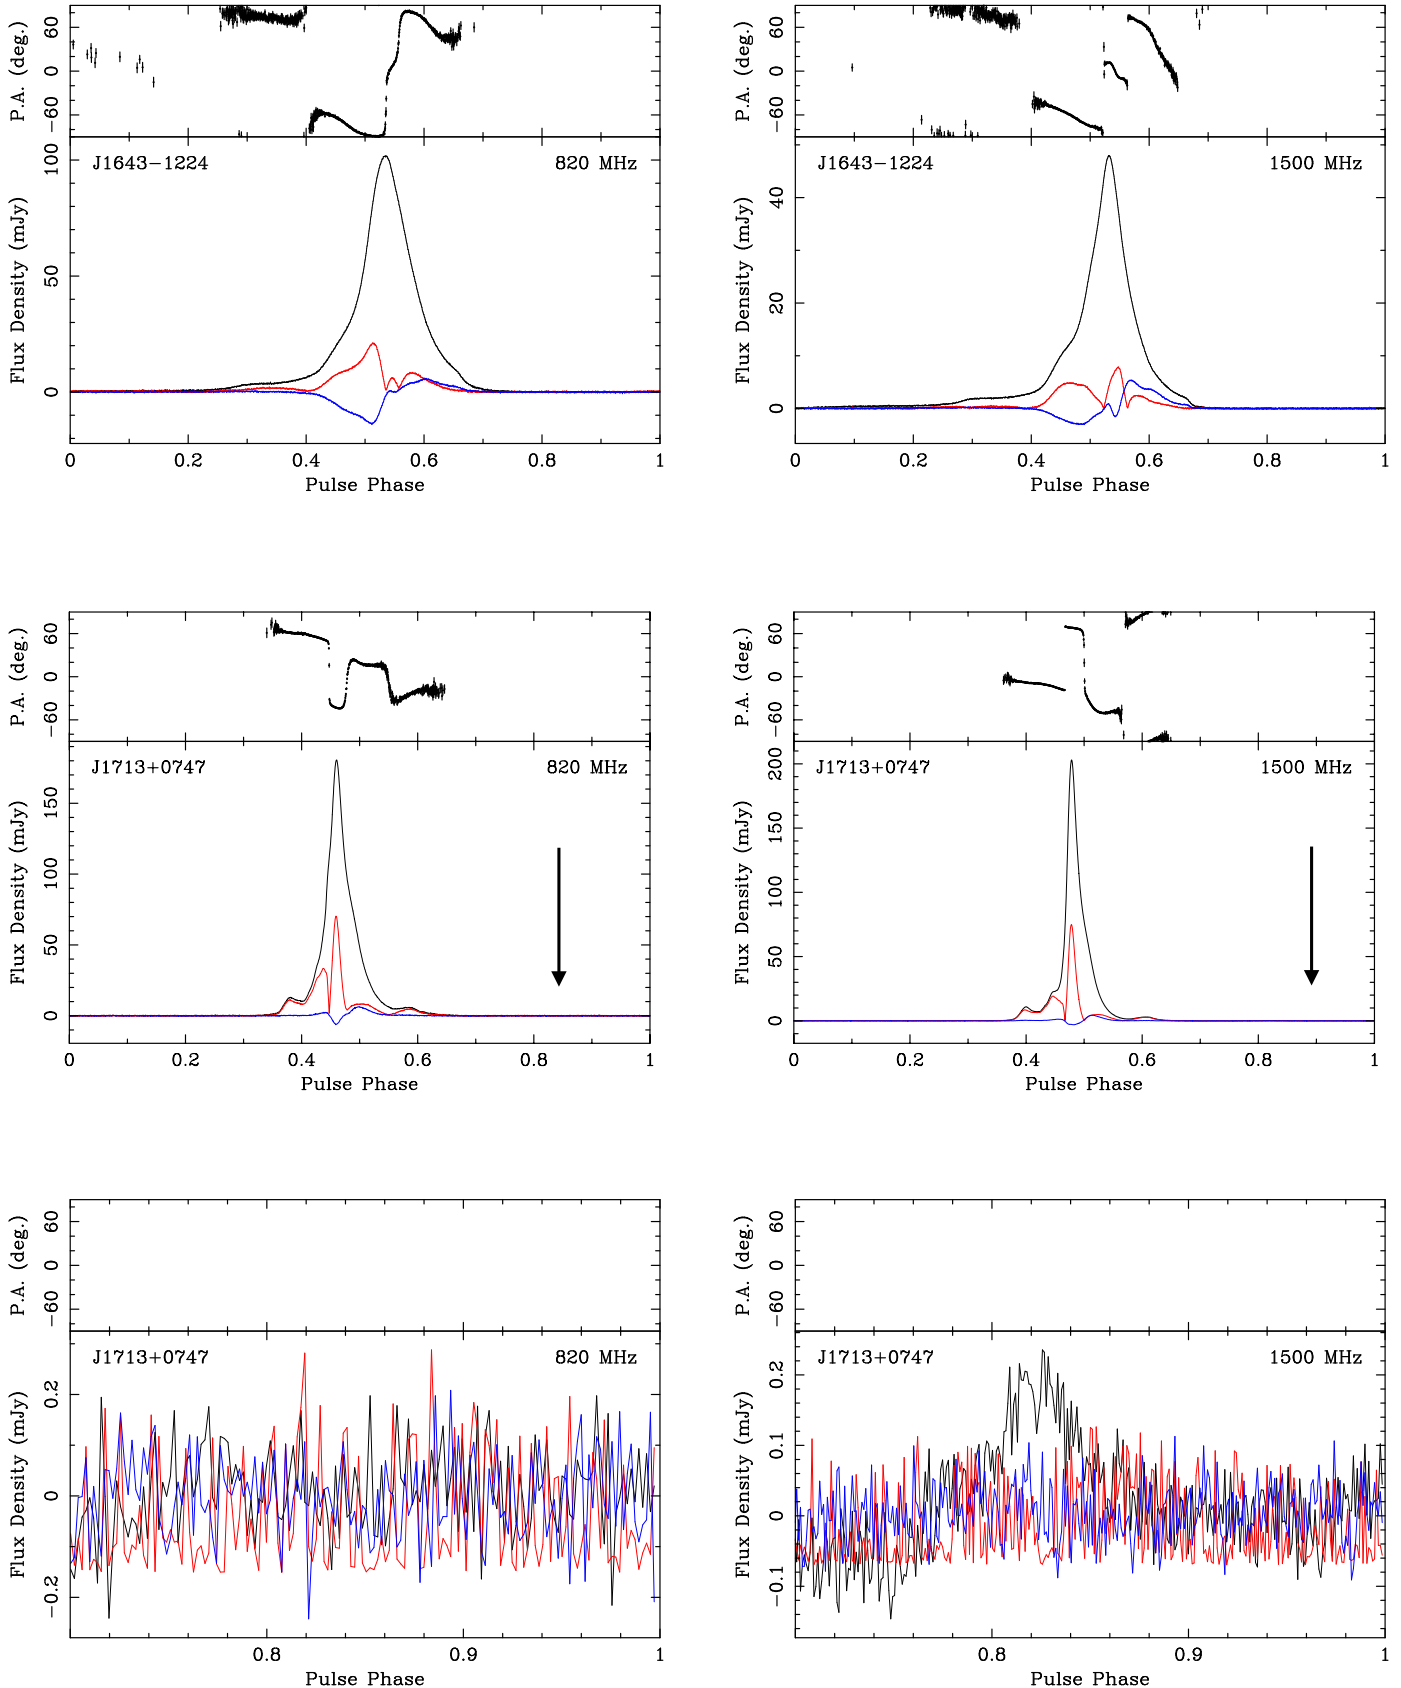 P.A. (deg.)
60
0
−60
J1643−1224
820 MHz
Flux Density (mJy)
100
50
0
0 0.2 0.4 0.6 0.8 1
Pulse Phase
P.A. (deg.)
60
0
−60
J1643−1224
1500 MHz
Flux Density (mJy)
40
20
0
0 0.2 0.4 0.6 0.8 1
Pulse Phase
P.A. (deg.)
60
0
−60
J1713+0747
820 MHz
Flux Density (mJy)
150
100
50
0
0 0.2 0.4 0.6 0.8 1
Pulse Phase
P.A. (deg.)
60
0
−60
J1713+0747
1500 MHz
Flux Density (mJy)
200
150
100
50
0
0 0.2 0.4 0.6 0.8 1
Pulse Phase
P.A. (deg.)
60
0
−60
J1713+0747
820 MHz
Flux Density (mJy)
0.2
0
−0.2
0.8 0.9 1
Pulse Phase
P.A. (deg.)
60
0
−60
J1713+0747
1500 MHz
Flux Density (mJy)
0.2
0.1
0
−0.1
0.8 0.9 1
Pulse Phase